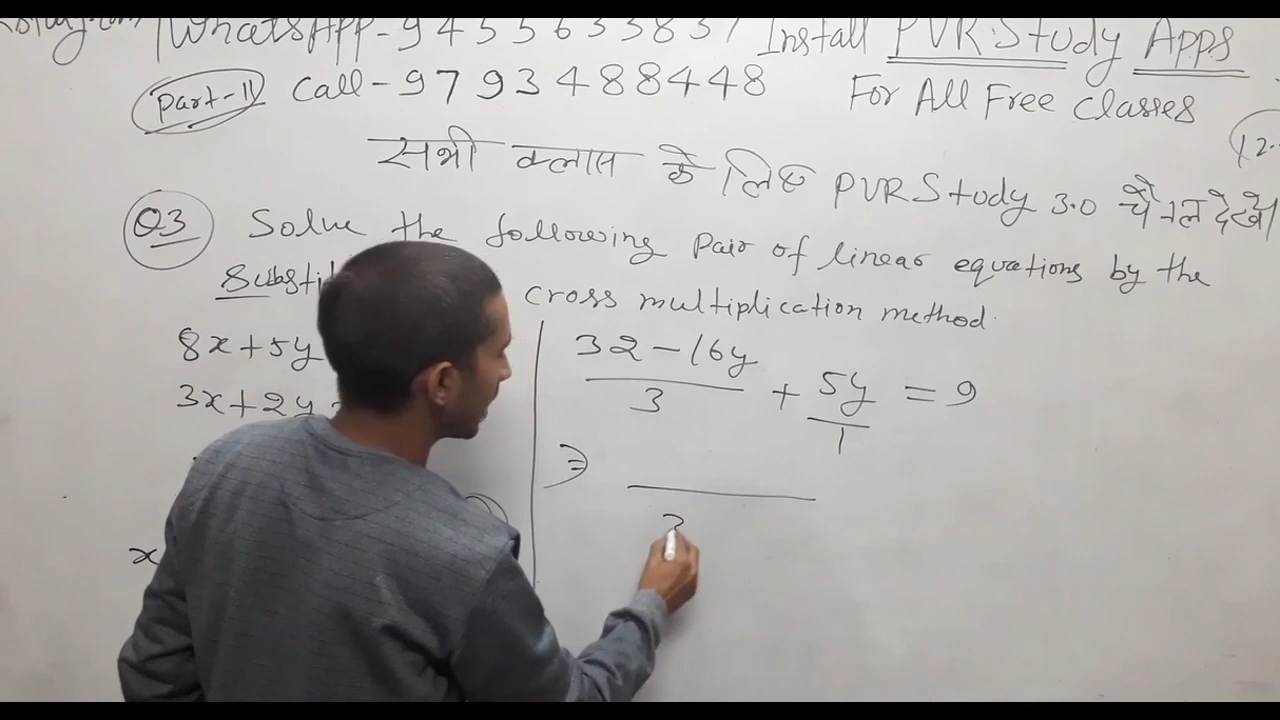 WhatsApp-9455633837 Install PVR Study Apps
Part-11 Call-9793488448 For All Free Classes
सभी क्लास के लिए PVR Study 3.0 चैनल देखें।
Q3 Solve the following Pair of linear equations by the
cross multiplication method.
8x+5y
3x+2y
32-16y/3 + 5y/1 = 9
⇒
x